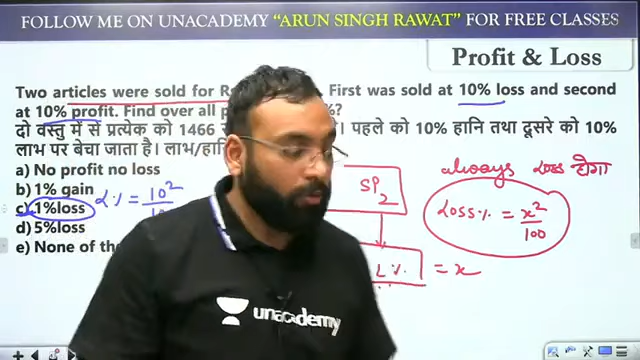 FOLLOW ME ON UNACADEMY “ARUN SINGH RAWAT” FOR FREE CLASSES
Profit & Loss
Two articles were sold for First was sold at 10% loss and second
at 10% profit. Find over all
दो वस्तु में से प्रत्येक को 1466 है। पहले को 10% हानि तथा दूसरे को 10%
लाभ पर बेचा जाता है।
a) No profit no loss
b) 1% gain
c) 1%loss
d) 5%loss
e) None of
L% = 10²
SP2
always loss होगा
Loss% = x²/100
L% = x
unacademy